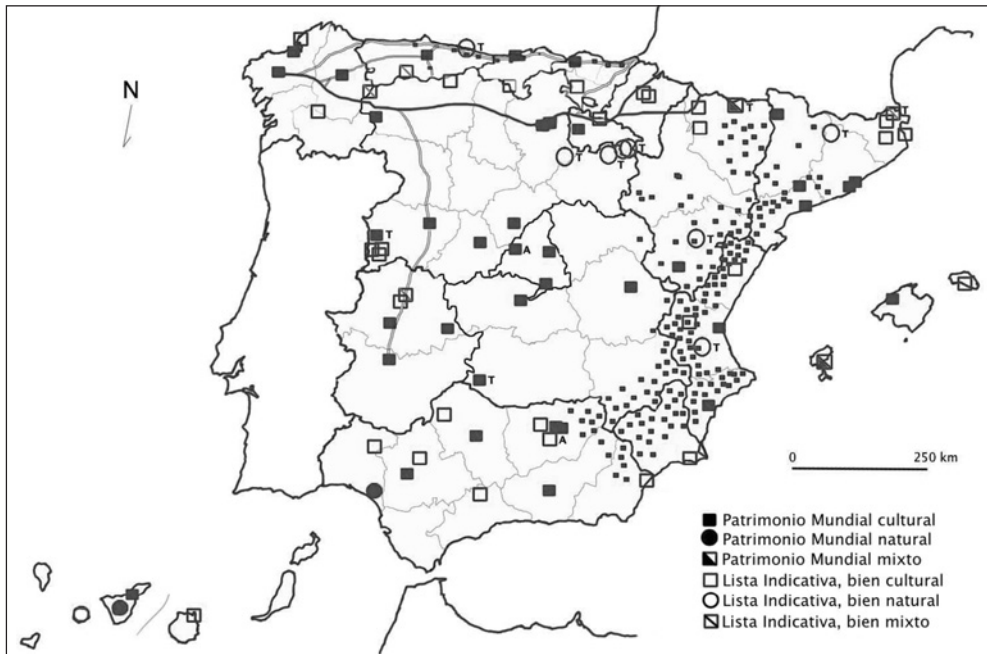 N
T
T
T
T
T
T
T
A
T
T
T
A
0 250 km
Patrimonio Mundial cultural
Patrimonio Mundial natural
Patrimonio Mundial mixto
Lista Indicativa, bien cultural
Lista Indicativa, bien natural
Lista Indicativa, bien mixto